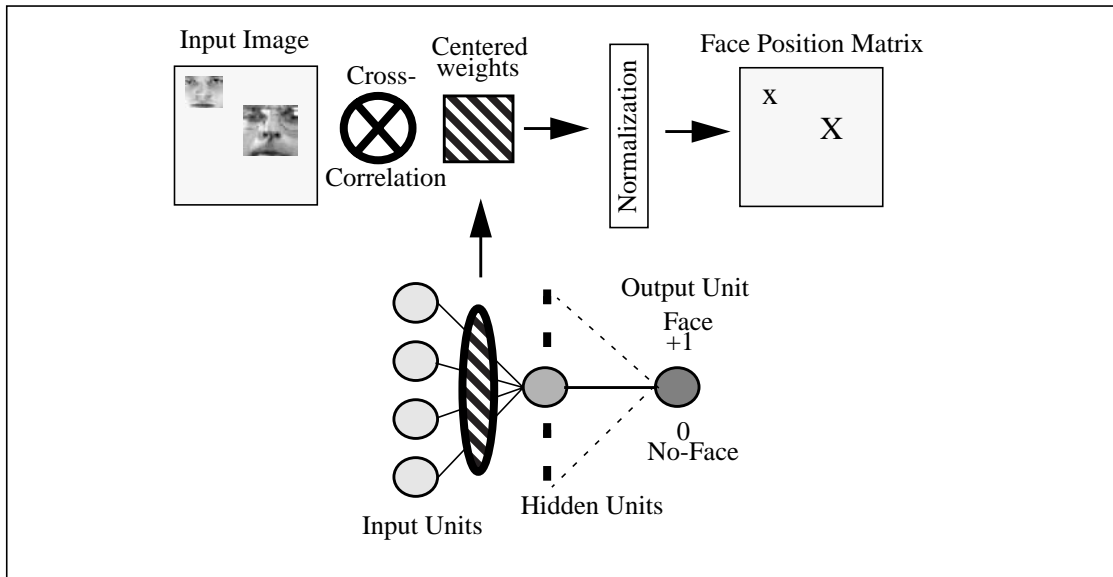 Input Image
Cross-
Correlation
Centered
weights
Normalization
Face Position Matrix
x
X
Output Unit
Face
+1
0
No-Face
Hidden Units
Input Units